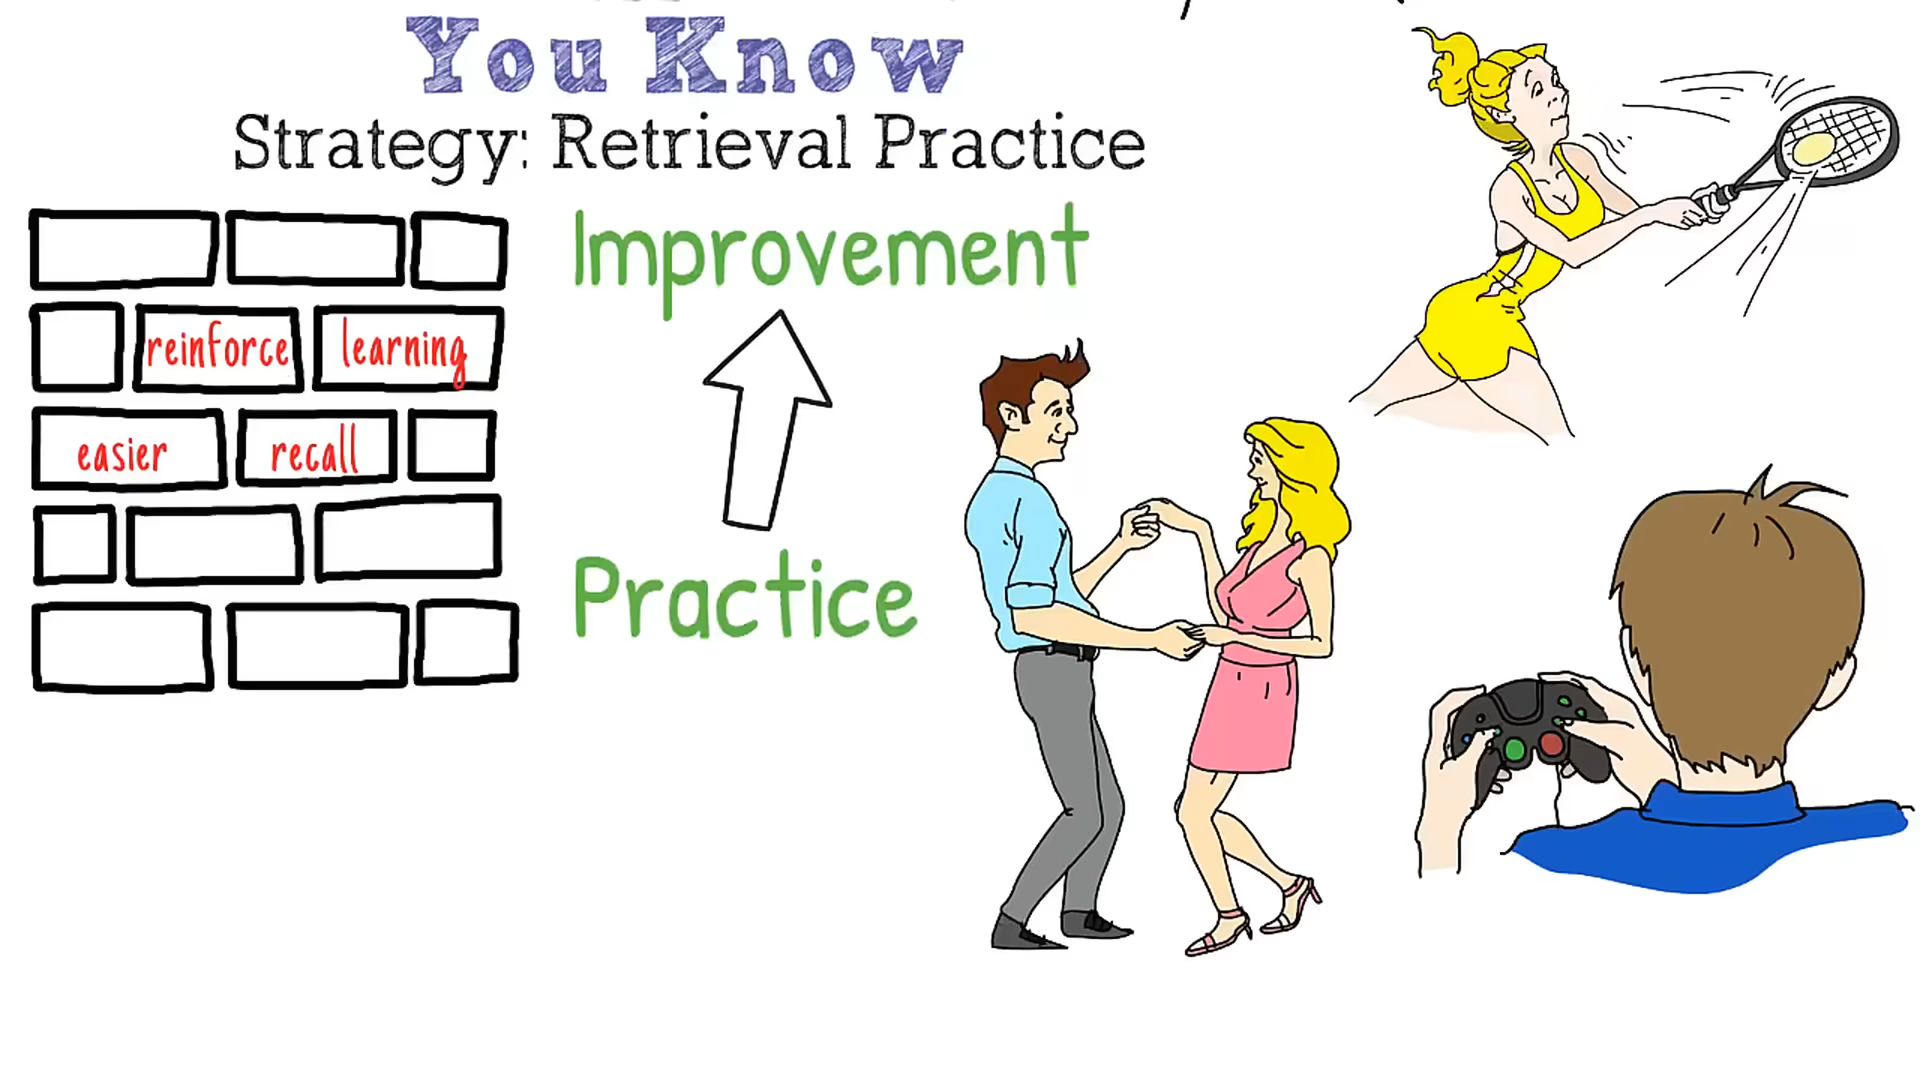 You Know
Strategy: Retrieval Practice
reinforce learning
easier recall
Improvement
Practice